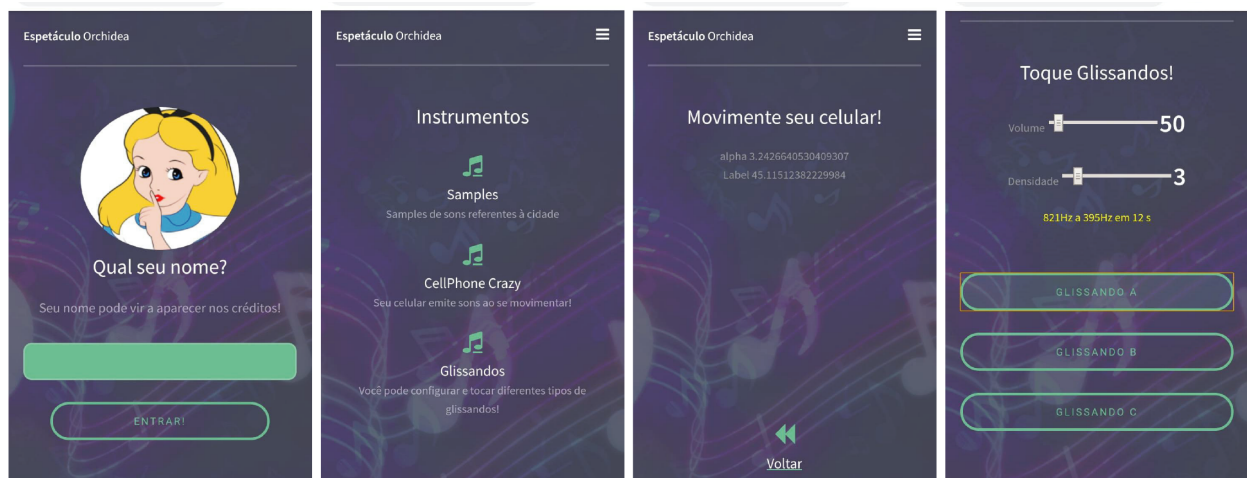 Espetáculo Orchidea
Qual seu nome?
Seu nome pode vir a aparecer nos créditos!
ENTRAR!
Espetáculo Orchidea
Instrumentos
Samples
Samples de sons referentes à cidade
CellPhone Crazy
Seu celular emite sons ao se movimentar!
Glissandos
Você pode configurar e tocar diferentes tipos de
glissandos!
Espetáculo Orchidea
Movimente seu celular!
alpha 3.2426640530409307
Label 45.11512382229984
Voltar
Toque Glissandos!
Volume 50
Densidade 3
821Hz a 395Hz em 12 s
GLISSANDO A
GLISSANDO B
GLISSANDO C